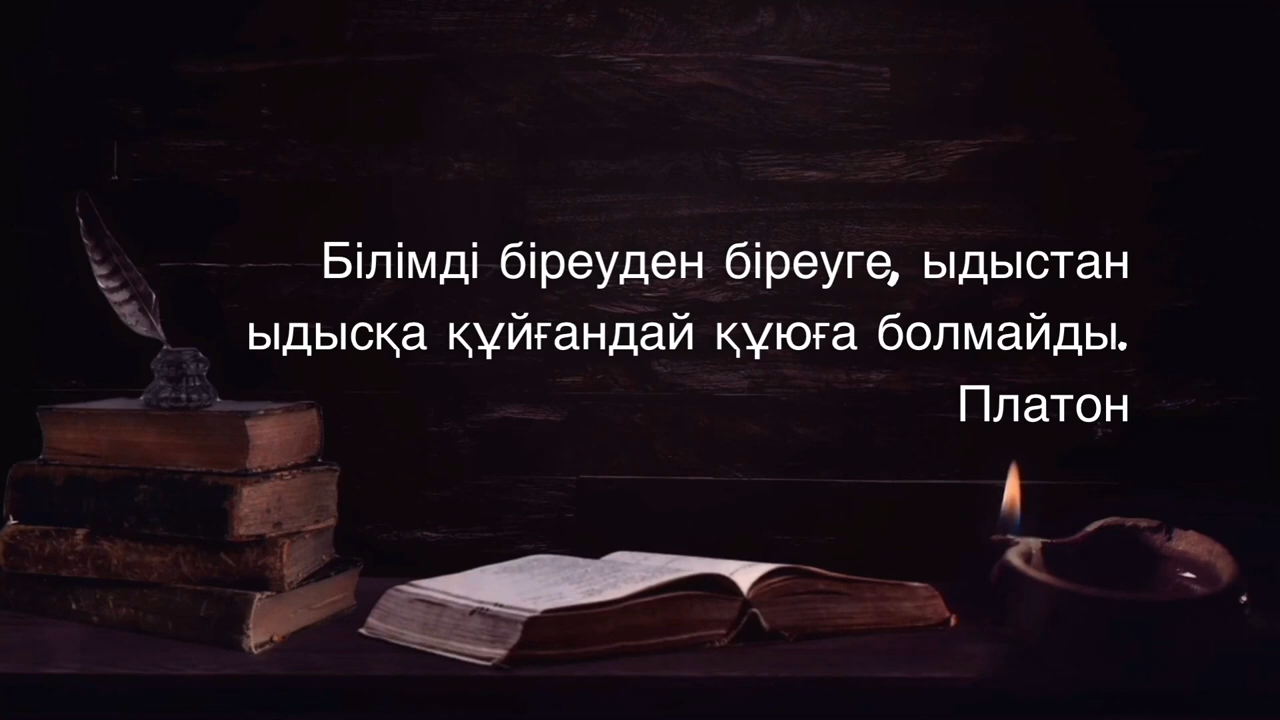 Білімді біреуден біреуге, ыдыстан
ыдысқа құйғандай құюға болмайды.
Платон